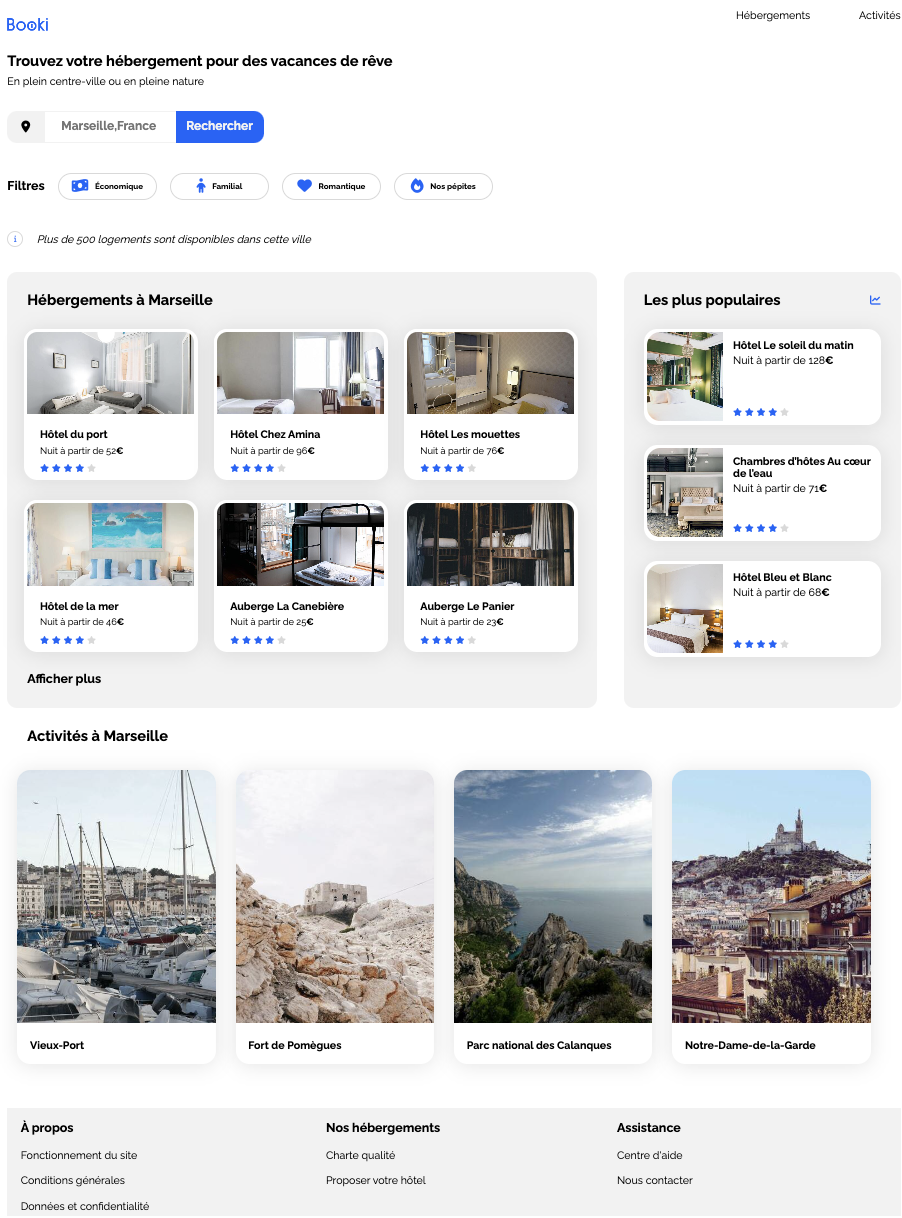 Booki
Hébergements
Activités
Trouvez votre hébergement pour des vacances de rêve
En plein centre-ville ou en pleine nature
Marseille,France
Rechercher
Filtres
Économique
Familial
Romantique
Nos pépites
i
Plus de 500 logements sont disponibles dans cette ville
Hébergements à Marseille
Hôtel du port
Nuit à partir de 52€
Hôtel Chez Amina
Nuit à partir de 96€
Hôtel Les mouettes
Nuit à partir de 76€
Hôtel de la mer
Nuit à partir de 46€
Auberge La Canebière
Nuit à partir de 25€
Auberge Le Panier
Nuit à partir de 23€
Afficher plus
Les plus populaires
Hôtel Le soleil du matin
Nuit à partir de 128€
Chambres d'hôtes Au cœur
de l'eau
Nuit à partir de 71€
Hôtel Bleu et Blanc
Nuit à partir de 68€
Activités à Marseille
Vieux-Port
Fort de Pomègues
Parc national des Calanques
Notre-Dame-de-la-Garde
À propos
Fonctionnement du site
Conditions générales
Données et confidentialité
Nos hébergements
Charte qualité
Proposer votre hôtel
Assistance
Centre d'aide
Nous contacter